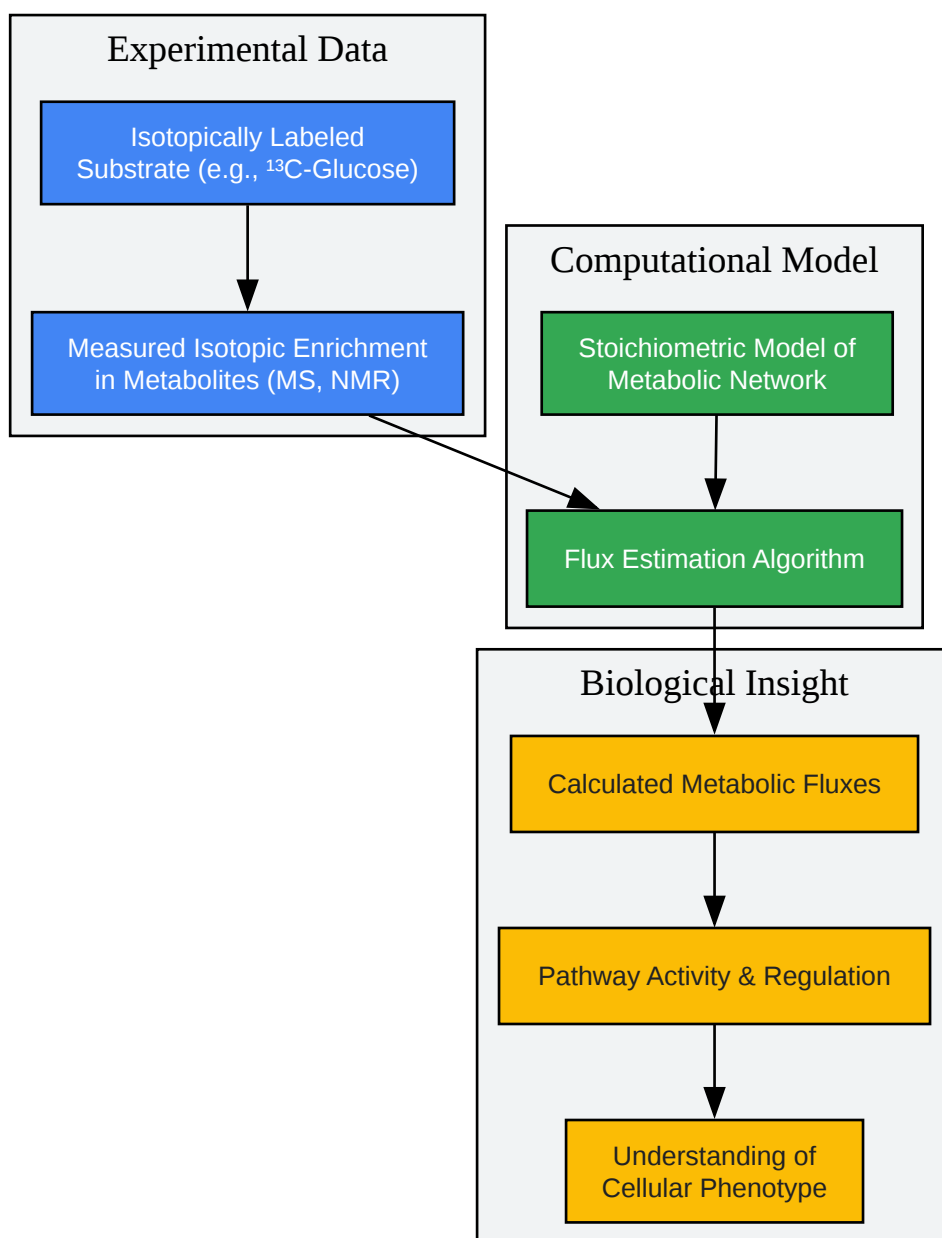 Experimental Data
Isotopically Labeled
Substrate (e.g., ¹³C-Glucose)
Measured Isotopic Enrichment
in Metabolites (MS, NMR)
Computational Model
Stoichiometric Model of
Metabolic Network
Flux Estimation Algorithm
Biological Insight
Calculated Metabolic Fluxes
Pathway Activity & Regulation
Understanding of
Cellular Phenotype